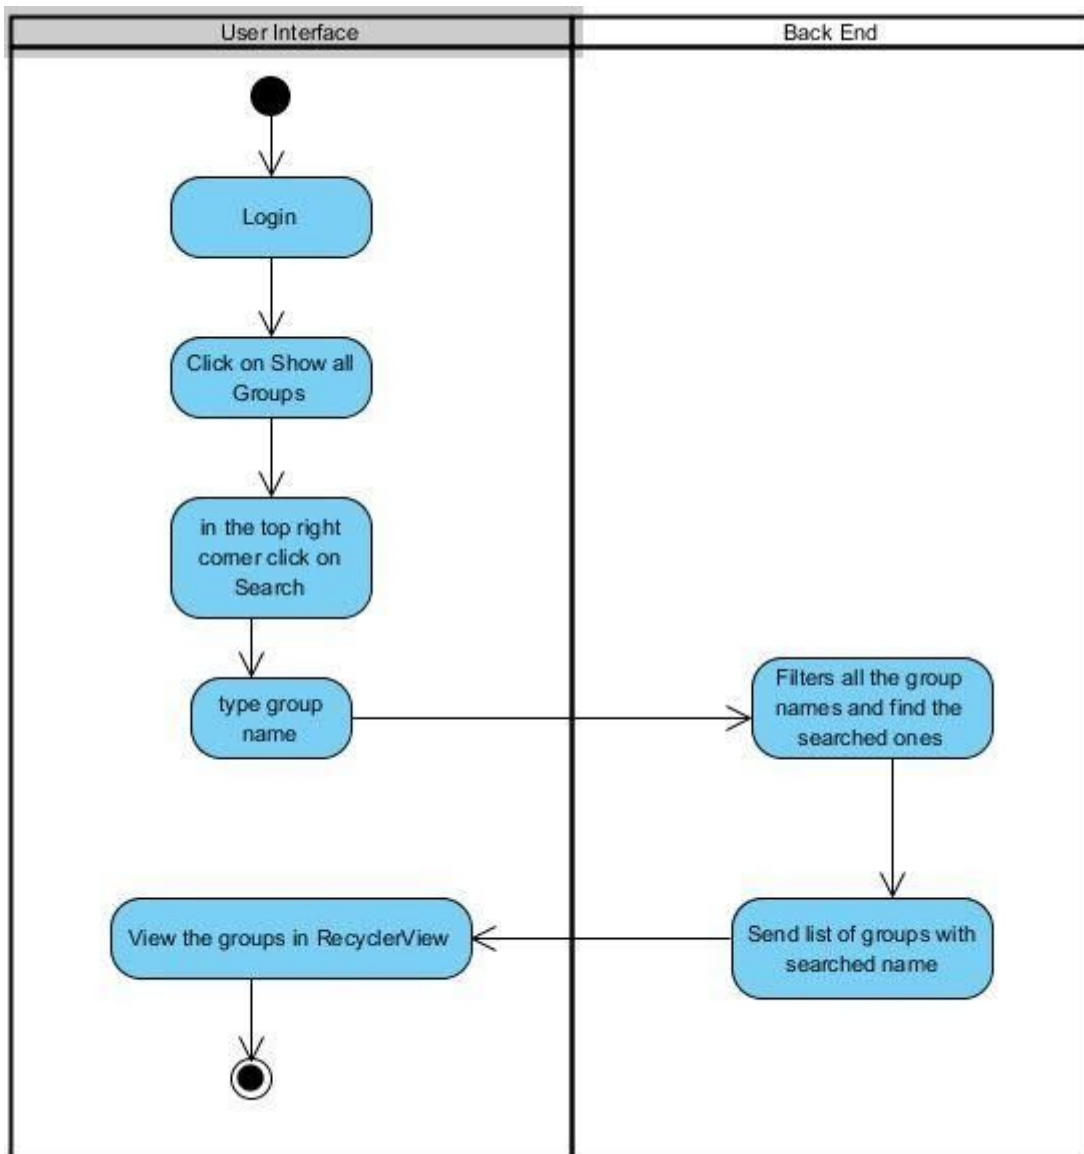 User Interface
Back End
Login
Click on Show all
Groups
in the top right
corner click on
Search
type group
name
Filters all the group
names and find the
searched ones
Send list of groups with
searched name
View the groups in RecyclerView